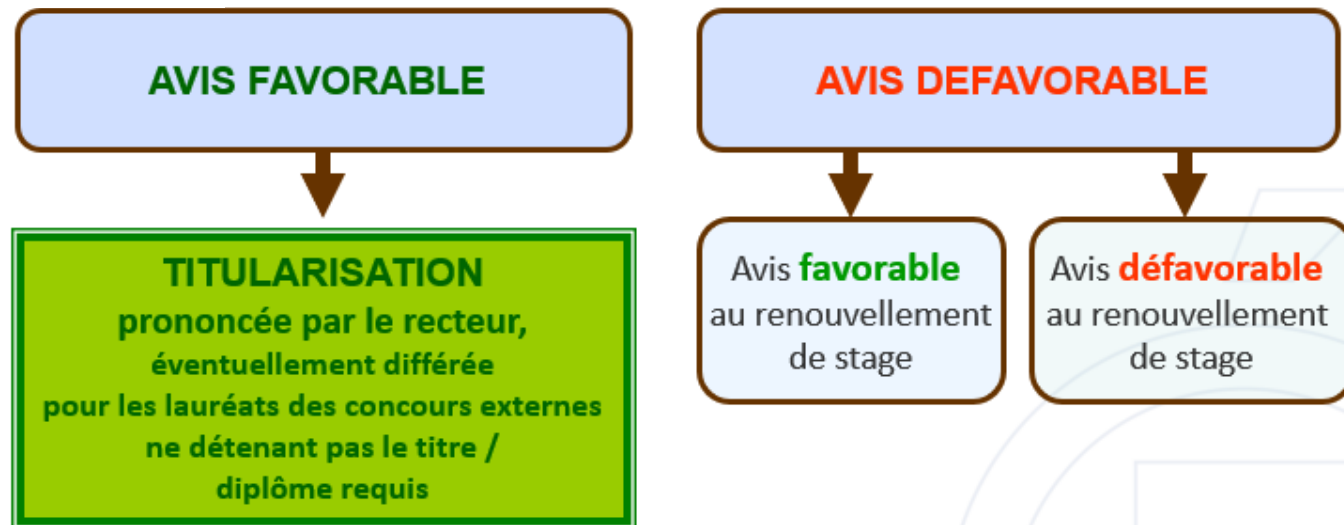 AVIS FAVORABLE
TITULARISATION
prononcée par le recteur,
éventuellement différée
pour les lauréats des concours externes
ne détenant pas le titre /
diplôme requis
AVIS DEFAVORABLE
Avis favorable
au renouvellement
de stage
Avis défavorable
au renouvellement
de stage